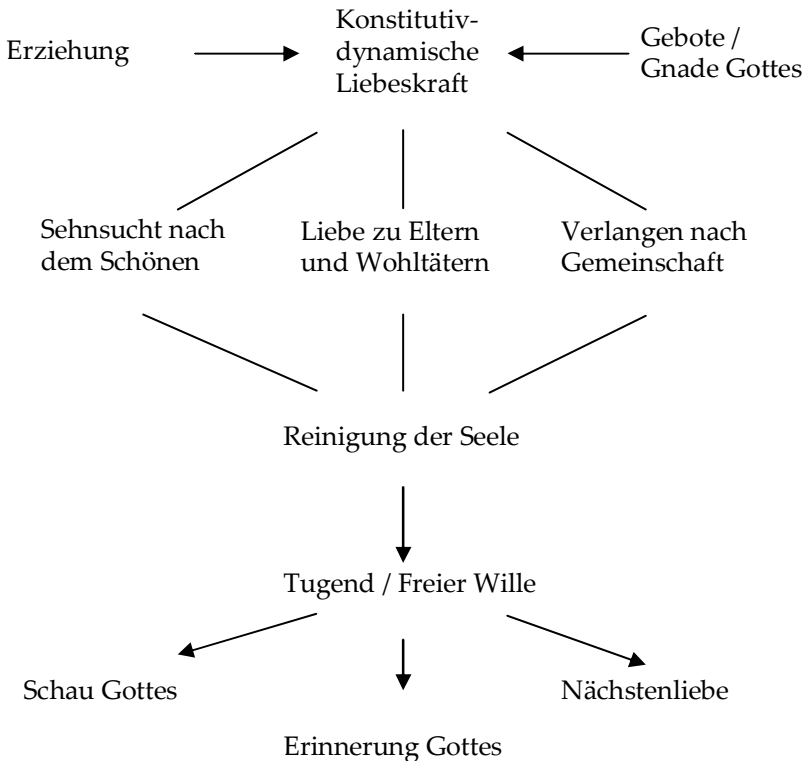 Erziehung
Konstitutiv-
dynamische
Liebeskraft
Gebote /
Gnade Gottes
Sehnsucht nach
dem Schönen
Liebe zu Eltern
und Wohltätern
Verlangen nach
Gemeinschaft
Reinigung der Seele
Tugend / Freier Wille
Schau Gottes
Nächstenliebe
Erinnerung Gottes